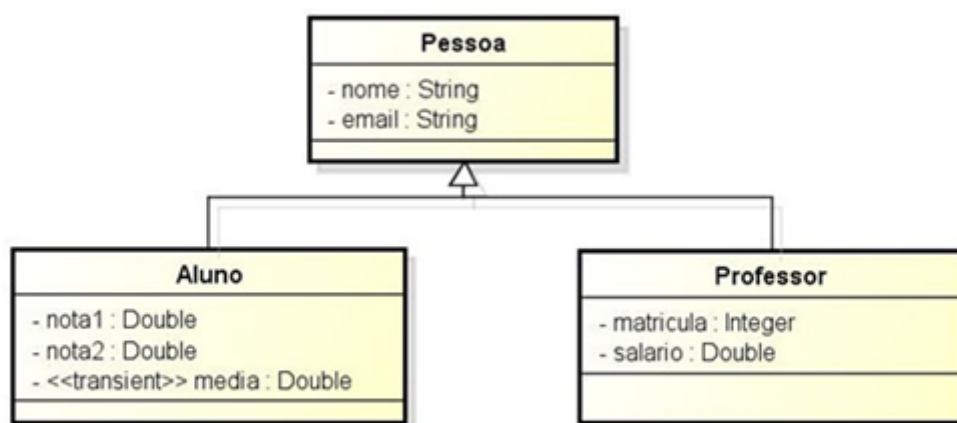 Pessoa
- nome : String
- email : String
Aluno
- nota1 : Double
- nota2 : Double
- <<transient>> media : Double
Professor
- matricula : Integer
- salario : Double